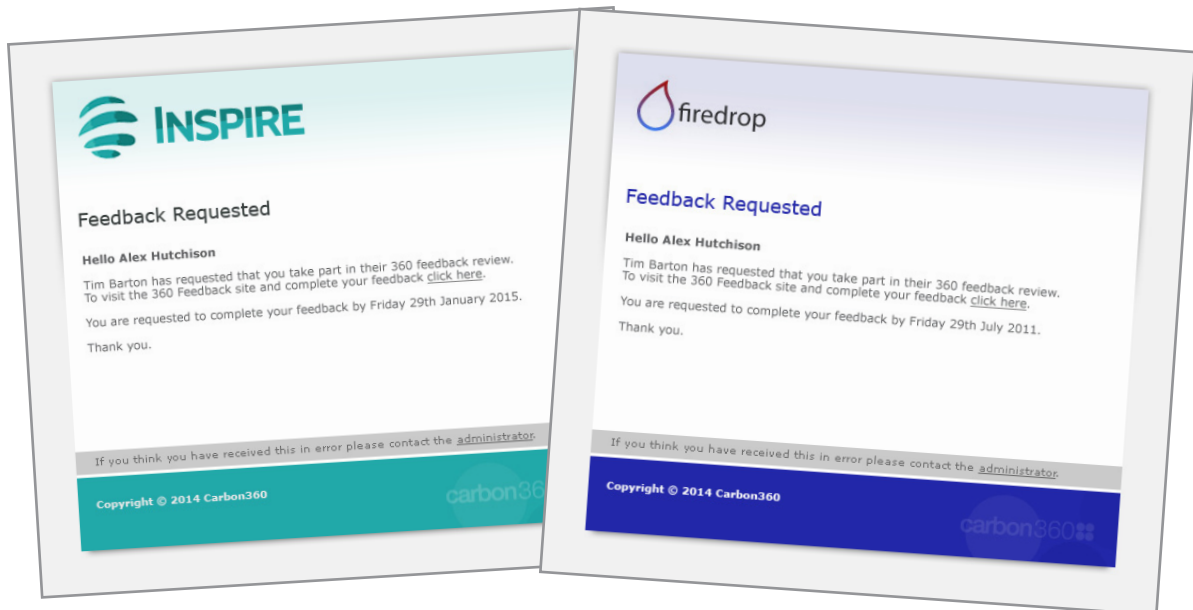 INSPIRE
Feedback Requested
Hello Alex Hutchison
Tim Barton has requested that you take part in their 360 feedback review.
To visit the 360 Feedback site and complete your feedback click here.
You are requested to complete your feedback by Friday 29th January 2015.
Thank you.
If you think you have received this in error please contact the administrator.
Copyright © 2014 Carbon360
carbon36
firedrop
Feedback Requested
Hello Alex Hutchison
Tim Barton has requested that you take part in their 360 feedback review.
To visit the 360 Feedback site and complete your feedback click here.
You are requested to complete your feedback by Friday 29th July 2011.
Thank you.
If you think you have received this in error please contact the administrator.
Copyright © 2014 Carbon360
carbon360